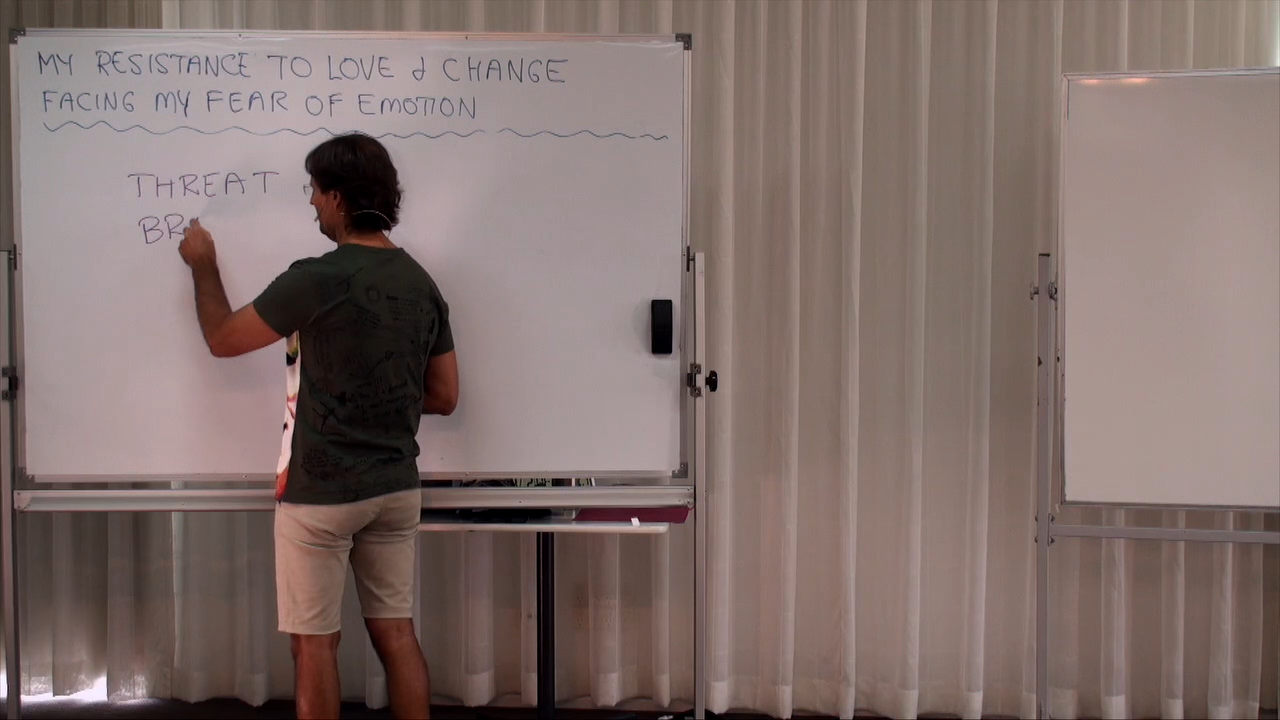 MY RESISTANCE TO LOVE & CHANGE
FACING MY FEAR OF EMOTION
THREAT
BR